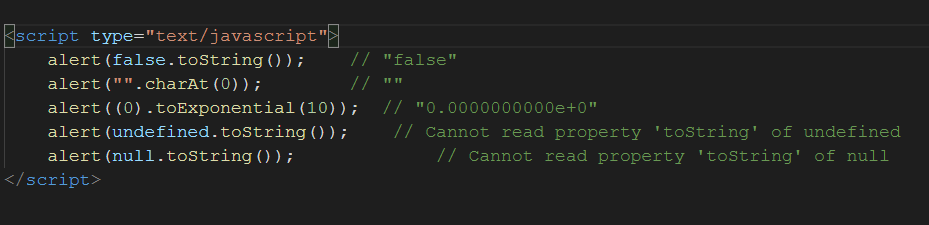 <script type="text/javascript">
    alert(false.toString());    // "false"
    alert("".charAt(0));        // ""
    alert((0).toExponential(10));  // "0.0000000000e+0"
    alert(undefined.toString());    // Cannot read property 'toString' of undefined
    alert(null.toString());            // Cannot read property 'toString' of null
</script>